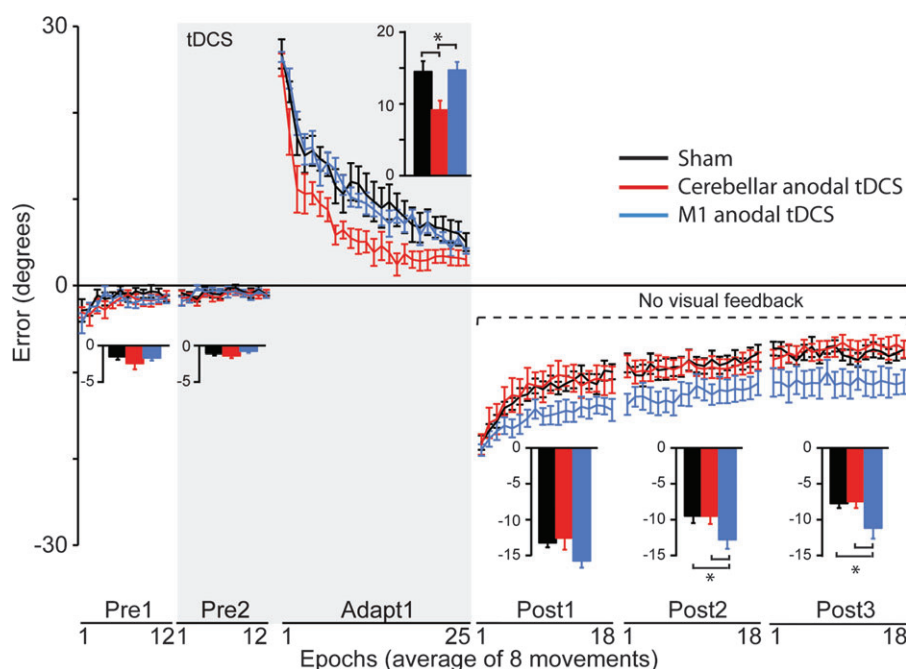 30
tDCS
*
20
10
0
Sham
Cerebellar anodal tDCS
M1 anodal tDCS
Error (degrees)
0
No visual feedback
0
-5
0
-5
0
-5
-10
-15
0
-5
-10
-15
*
0
-5
-10
-15
*
-30
Pre1 Pre2 Adapt1 Post1 Post2 Post3
1 12 1 12 1 25 1 18 1 18 1 18
Epochs (average of 8 movements)